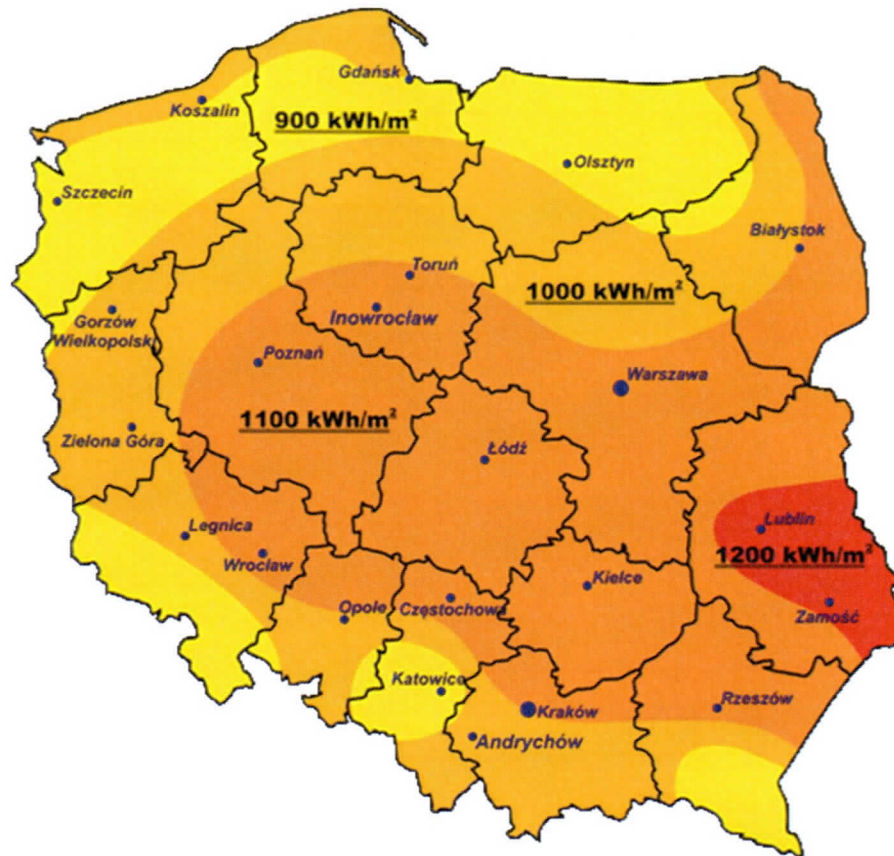 Gdańsk
Koszalin
900 kWh/m²
Olsztyn
Szczecin
Białystok
Toruń
1000 kWh/m²
Inowrocław
Gorzów
Wielkopolsk
Poznań
Warszawa
1100 kWh/m²
Zielona Góra
Łódź
Legnica
Lublin
Wrocław
1200 kWh/m²
Kielce
Opole
Częstochowa
Zamość
Katowice
Rzeszów
Kraków
Andrychów